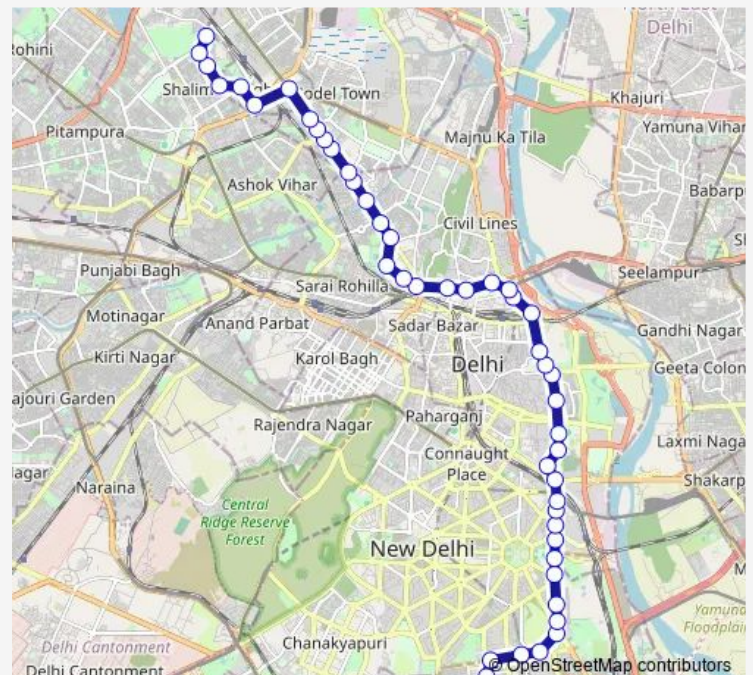 North East
Delhi
Rohini
Model Town
Khajuri
Pitampura
Majnu Ka Tila
Yamuna Vihar
Ashok Vihar
Babarp
Civil Lines
Punjabi Bagh
Sarai Rohilla
Seelampur
Motinagar
Anand Parbat
Sadar Bazar
Gandhi Nagar
Kirti Nagar
Karol Bagh
Delhi
Geeta Colon
ajouri Garden
Paharganj
Rajendra Nagar
Laxmi Naga
Connaught
Place
agar
Naraina
Shakarp
Central
Ridge Reserve
Forest
New Delhi
Yamuna
Floodplai
Chanakyapuri
Delhi Cantonment
Delhi Cantonment
© OpenStreetMap contributors